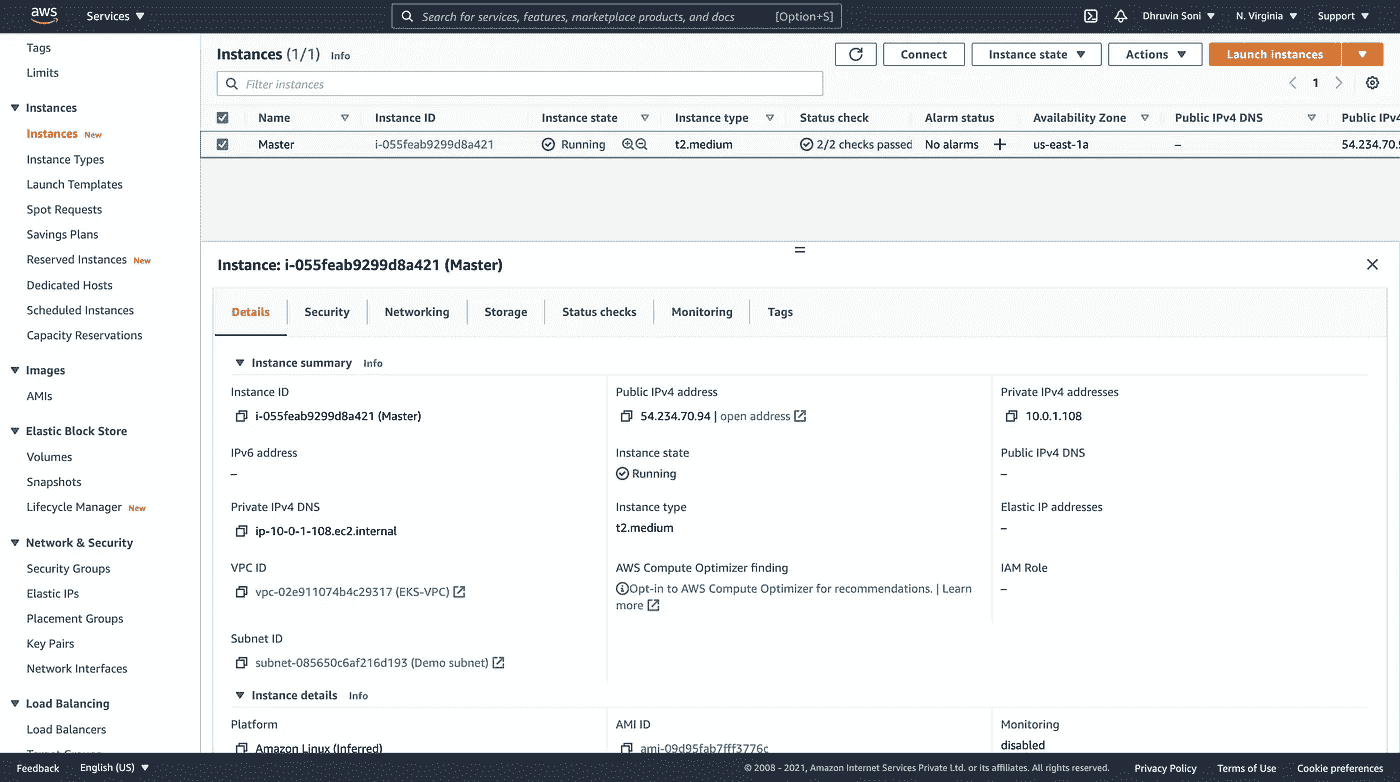 aws
Services ▼
Search for services, features, marketplace products, and docs [Option+S]
Dhruvin Soni ▼
N. Virginia ▼
Support ▼
Tags
Limits
Instances
Instances New
Instance Types
Launch Templates
Spot Requests
Savings Plans
Reserved Instances New
Dedicated Hosts
Scheduled Instances
Capacity Reservations
Images
AMIs
Elastic Block Store
Volumes
Snapshots
Lifecycle Manager New
Network & Security
Security Groups
Elastic IPs
Placement Groups
Key Pairs
Network Interfaces
Load Balancing
Load Balancers
Instances (1/1) Info
Connect
Instance state ▼
Actions ▼
Launch instances ▼
Filter instances
1
Name Instance ID Instance state Instance type Status check Alarm status Availability Zone Public IPv4 DNS Public IPv4
Master i-055feab9299d8a421 Running t2.medium 2/2 checks passed No alarms + us-east-1a – 54.234.70.
Instance: i-055feab9299d8a421 (Master)
Details Security Networking Storage Status checks Monitoring Tags
Instance summary Info
Instance ID
i-055feab9299d8a421 (Master)
Public IPv4 address
54.234.70.94 | open address
Private IPv4 addresses
10.0.1.108
IPv6 address
–
Instance state
Running
Public IPv4 DNS
–
Private IPv4 DNS
ip-10-0-1-108.ec2.internal
Instance type
t2.medium
Elastic IP addresses
–
VPC ID
vpc-02e911074b4c29317 (EKS-VPC)
AWS Compute Optimizer finding
Opt-in to AWS Compute Optimizer for recommendations. | Learn
more
IAM Role
–
Subnet ID
subnet-085650c6af216d193 (Demo subnet)
Instance details Info
Platform
Amazon Linux (Inferred)
AMI ID
ami-09d95fab7fff3776c
Monitoring
disabled
Feedback
English (US) ▼
© 2008 - 2021, Amazon Internet Services Private Ltd. or its affiliates. All rights reserved.
Privacy Policy
Terms of Use
Cookie preferences